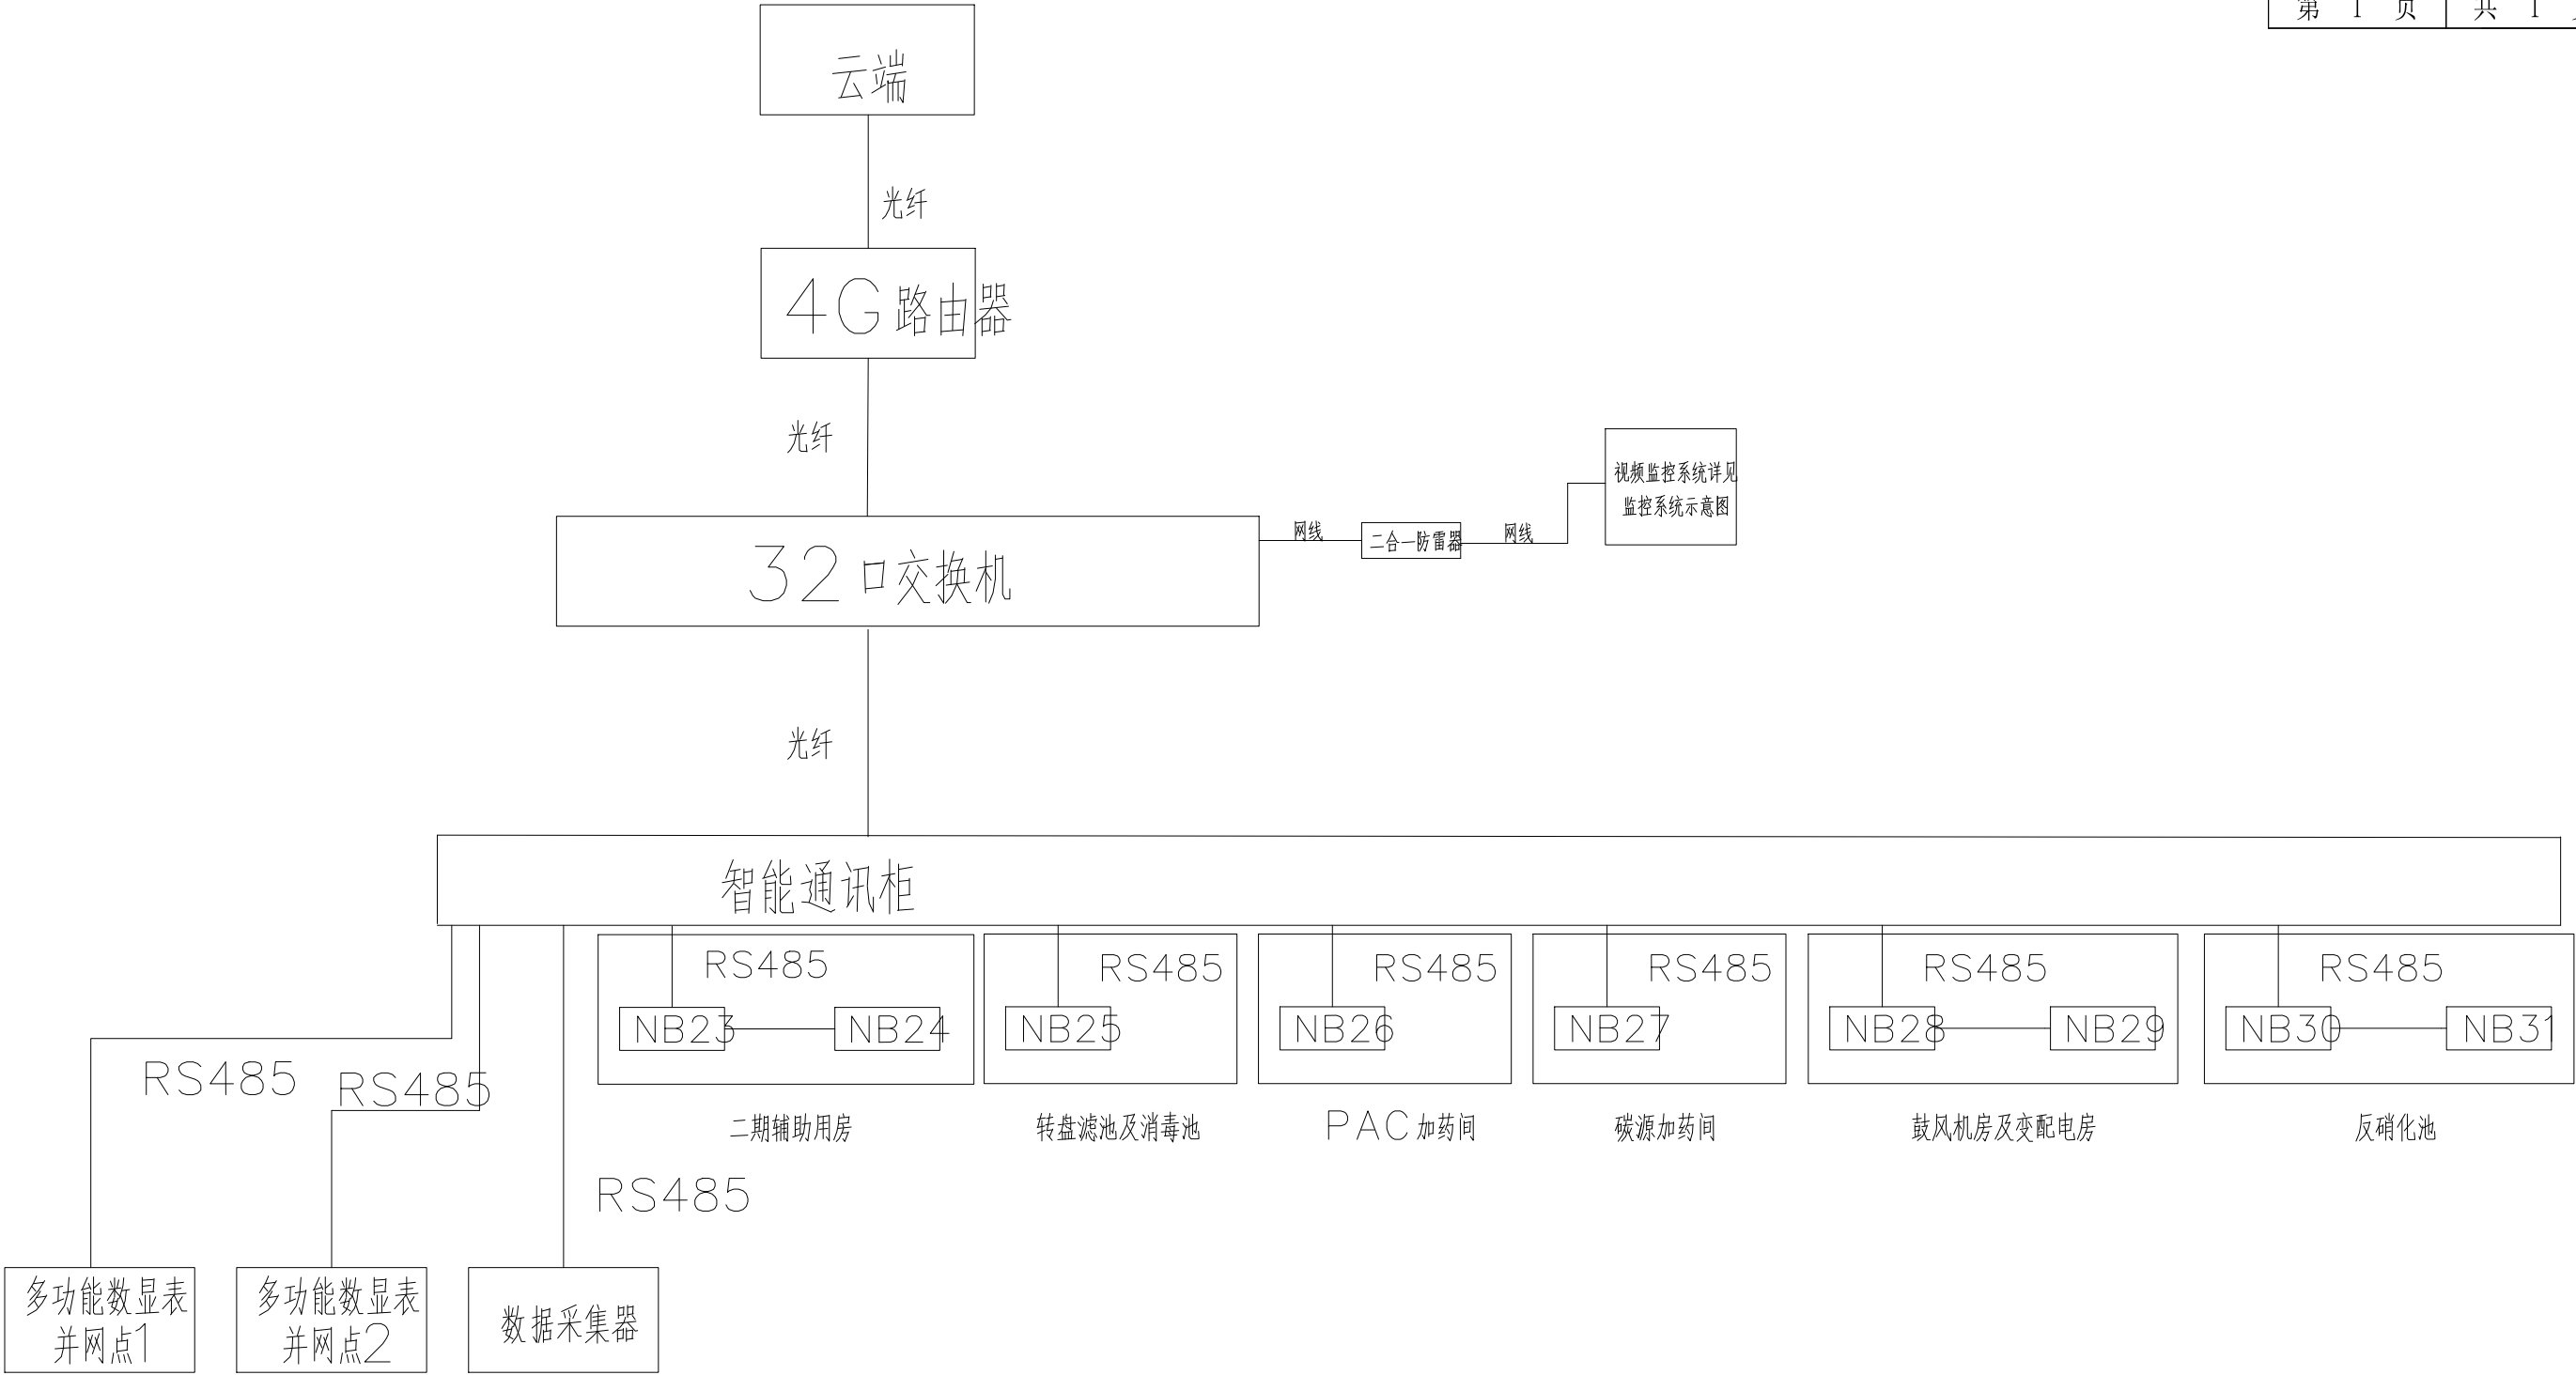 第 1 页 共 1
云端
光纤
4G路由器
光纤
视频监控系统详见
监控系统示意图
网线
二合一防雷器
网线
32口交换机
光纤
智能通讯柜
RS485
RS485
RS485
RS485
RS485
RS485
NB23
NB24
NB25
NB26
NB27
NB28
NB29
NB30
NB31
RS485
RS485
二期辅助用房
转盘滤池及消毒池
PAC加药间
碳源加药间
鼓风机房及变配电房
反硝化池
RS485
多功能数显表
并网点1
多功能数显表
并网点2
数据采集器